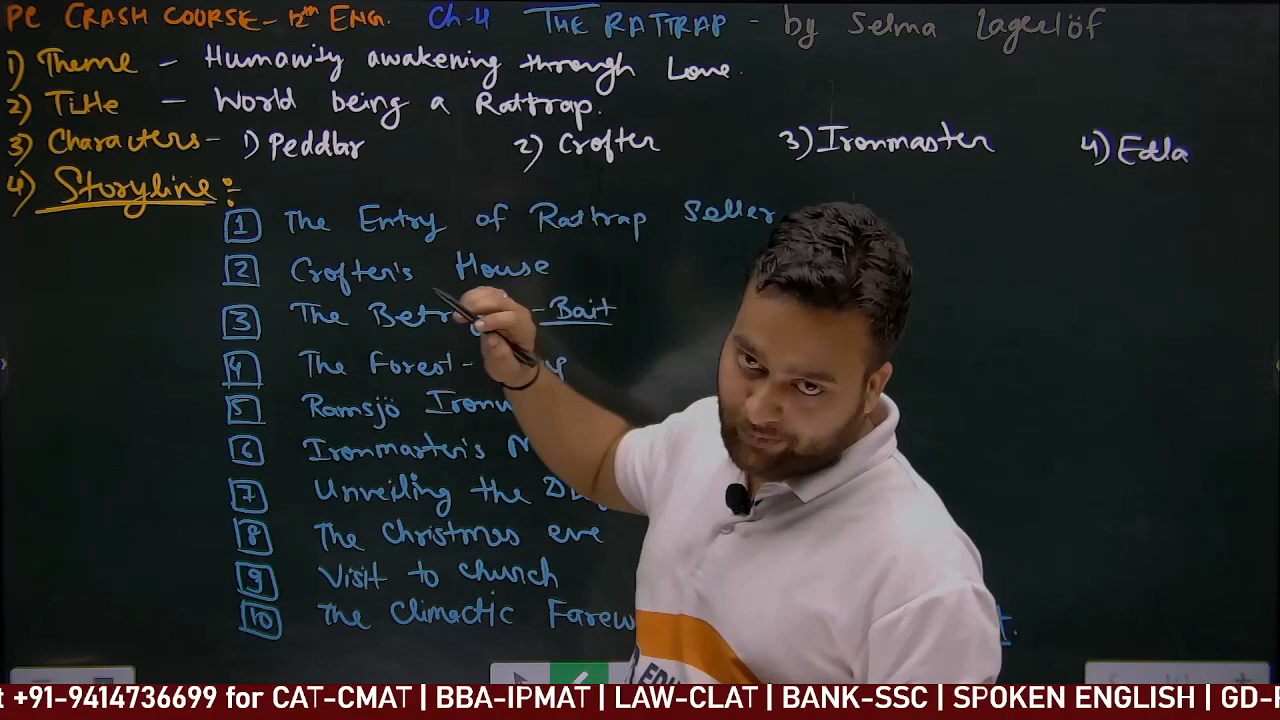 PC CRASH COURSE - 12th ENG. Ch-4 THE RATTRAP - by Selma Lagerlöf
1) Theme - Humanity awakening through Love.
2) Title - World being a Rattrap.
3) Characters - 1) Peddlar 2) Crofter 3) Ironmaster 4) Edla
4) Storyline :-
1 The Entry of Rattrap Seller
2 Crofter's House
3 The - Bait
4 The Forest -
5 Ramsjö
6 Ironmaster's
7 Unveiling the
8 The Christmas eve
9 Visit to Church
10 The Climactic
+91-9414736699 for CAT-CMAT | BBA-IPMAT | LAW-CLAT | BANK-SSC | SPOKEN ENGLISH |